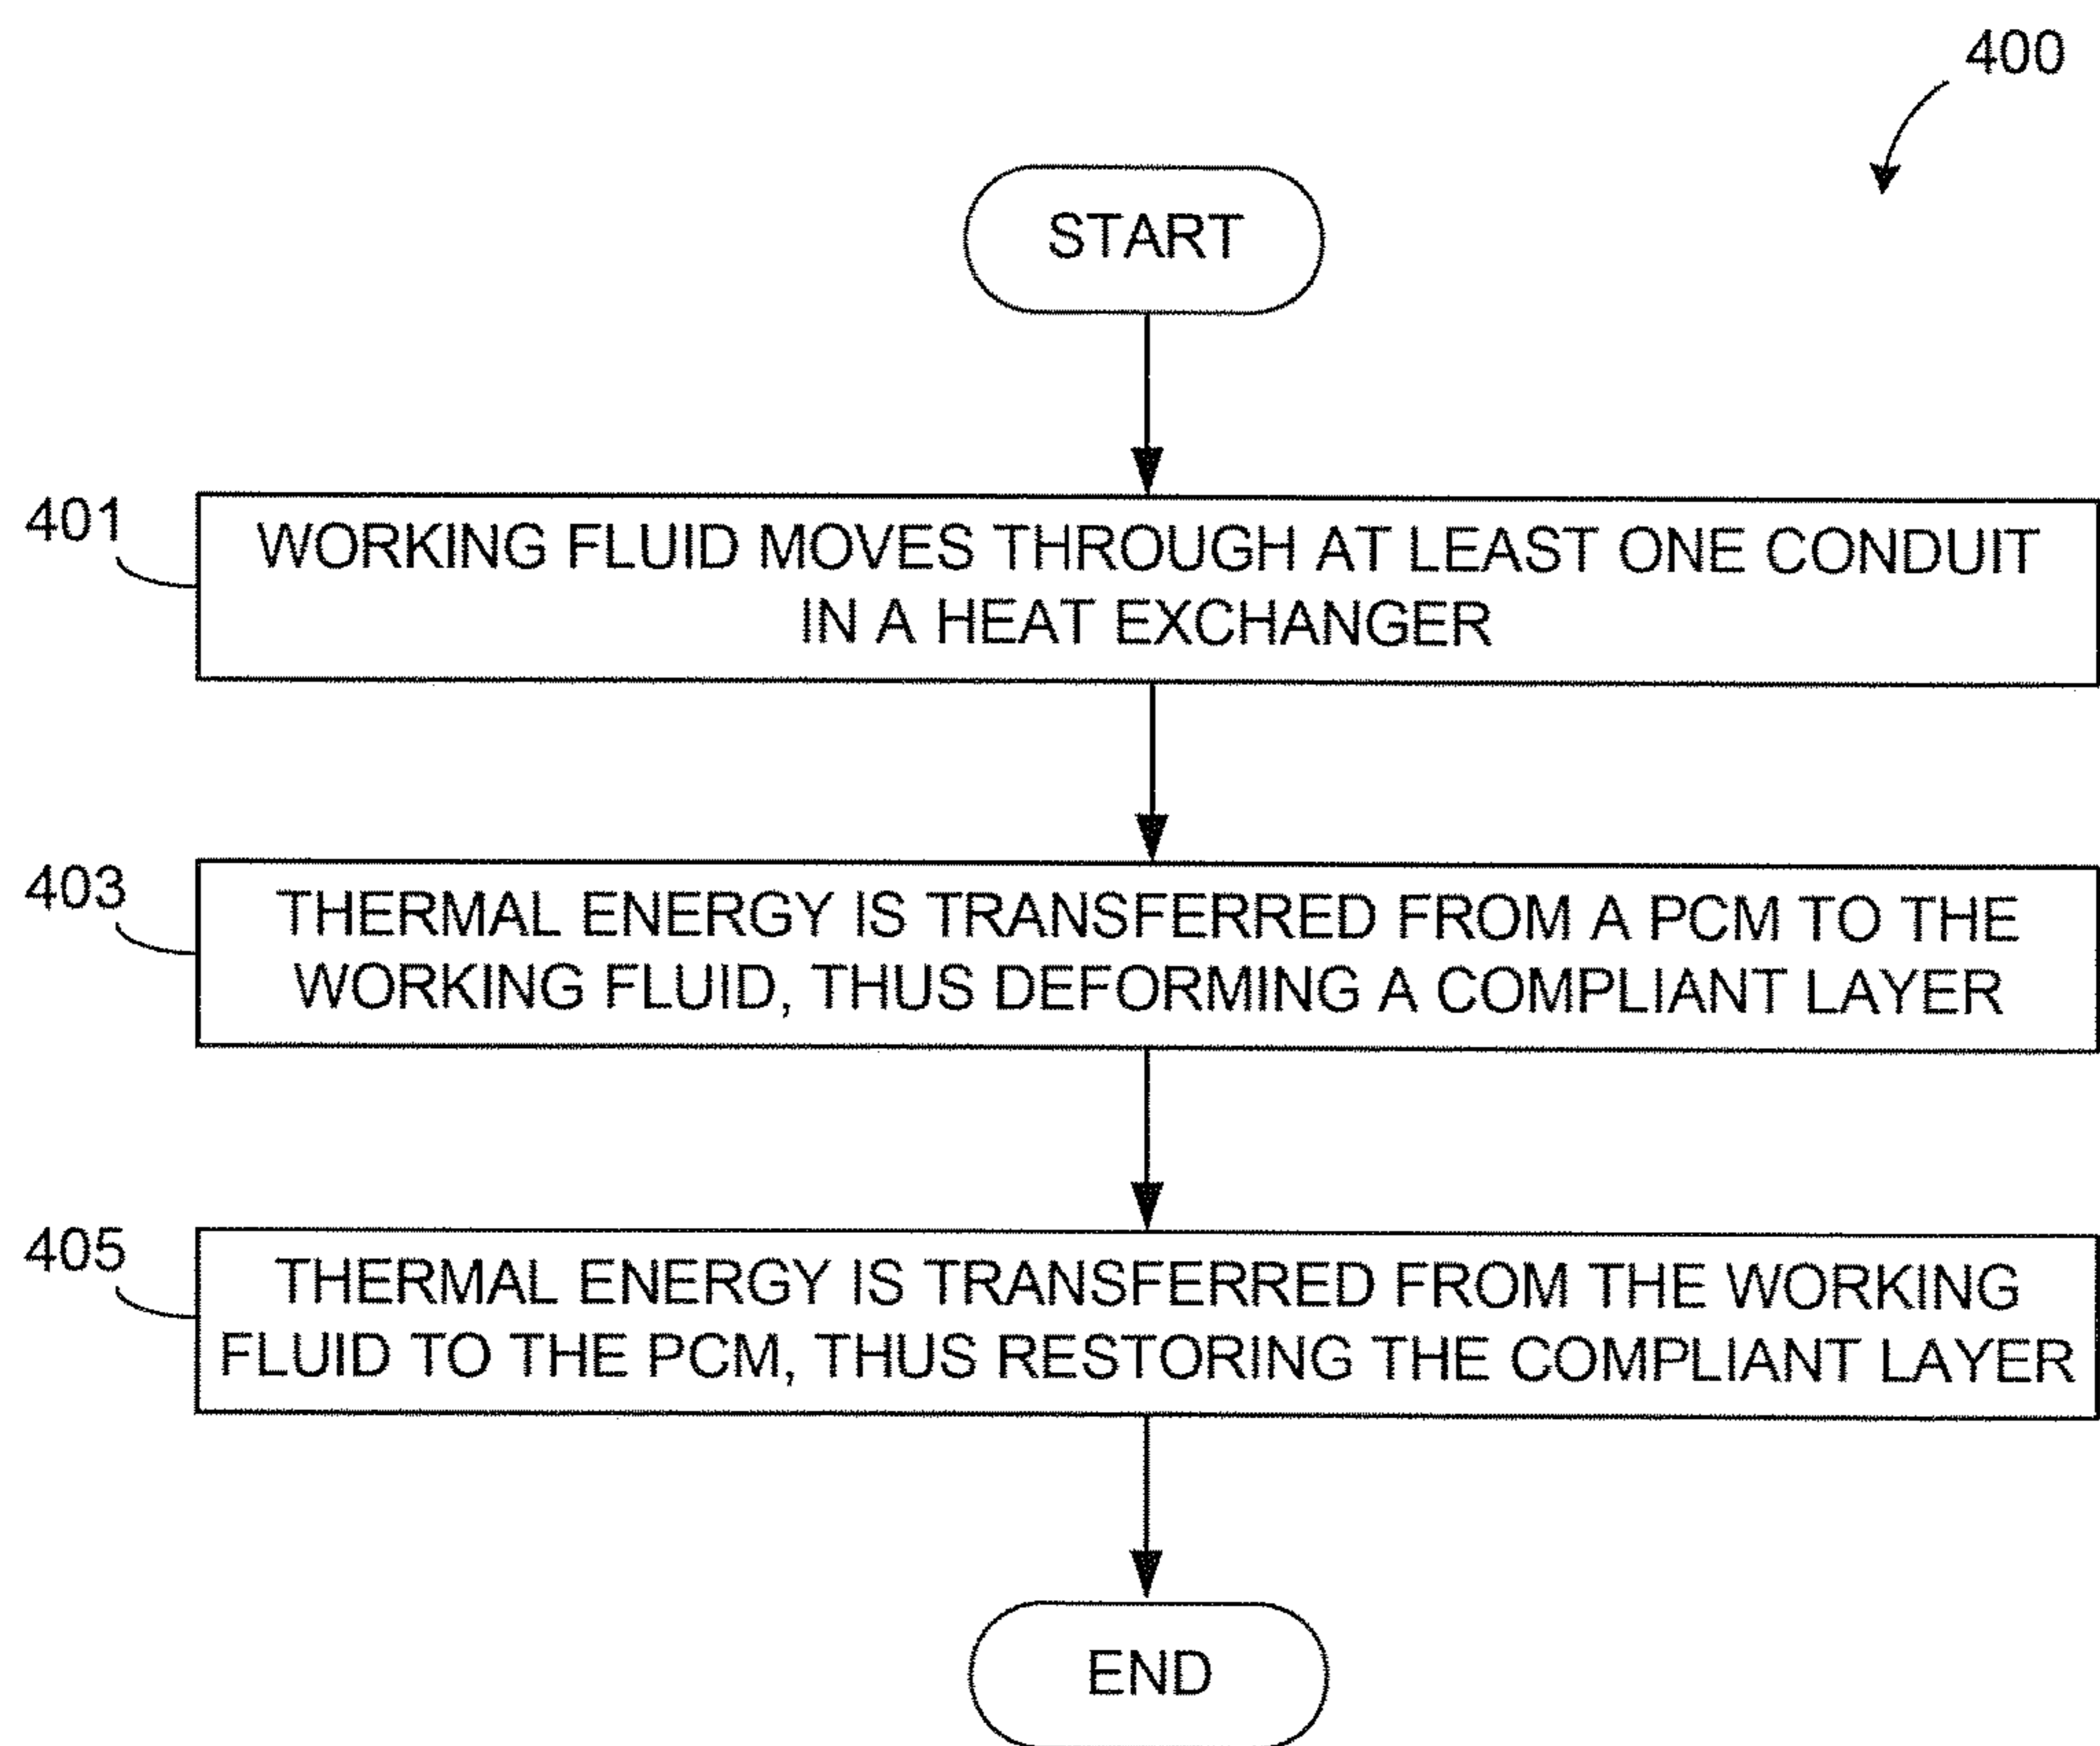 400
START
401
WORKING FLUID MOVES THROUGH AT LEAST ONE CONDUIT
IN A HEAT EXCHANGER
403
THERMAL ENERGY IS TRANSFERRED FROM A PCM TO THE
WORKING FLUID, THUS DEFORMING A COMPLIANT LAYER
405
THERMAL ENERGY IS TRANSFERRED FROM THE WORKING
FLUID TO THE PCM, THUS RESTORING THE COMPLIANT LAYER
END